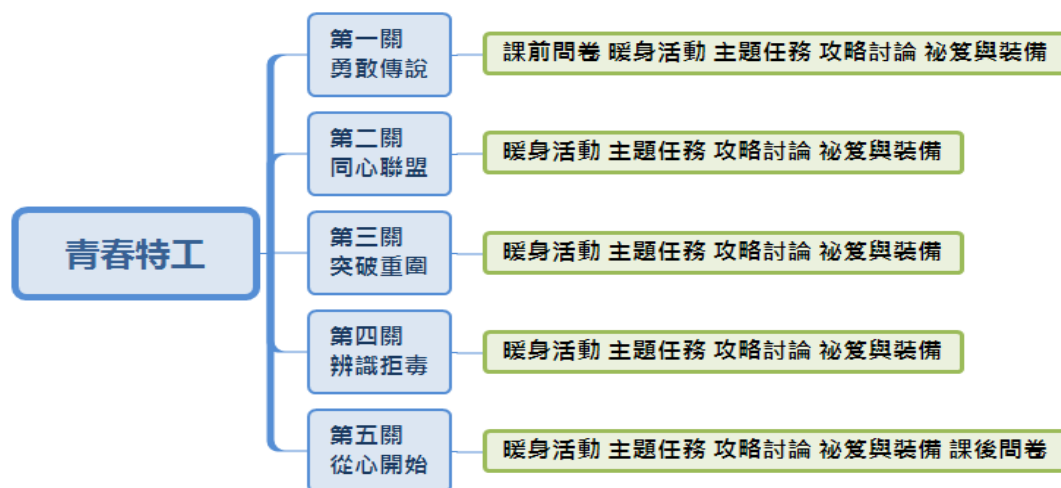 青春特工
第一關
勇敢傳說
課前問卷 暖身活動 主題任務 攻略討論 祕笈與裝備
第二關
同心聯盟
暖身活動 主題任務 攻略討論 祕笈與裝備
第三關
突破重圍
暖身活動 主題任務 攻略討論 祕笈與裝備
第四關
辨識拒毒
暖身活動 主題任務 攻略討論 祕笈與裝備
第五關
從心開始
暖身活動 主題任務 攻略討論 祕笈與裝備 課後問卷